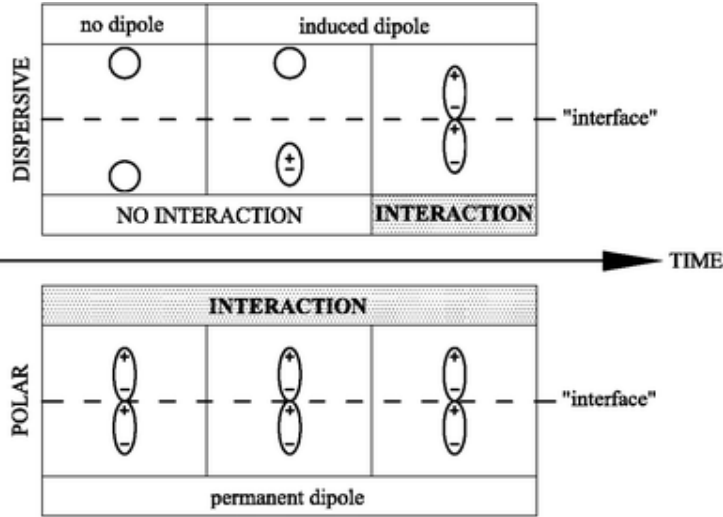 no dipole
induced dipole
DISPERSIVE
+
-
+
-
+
-
"interface"
NO INTERACTION
INTERACTION
TIME
INTERACTION
POLAR
+
-
+
-
+
-
+
-
+
-
+
-
"interface"
permanent dipole